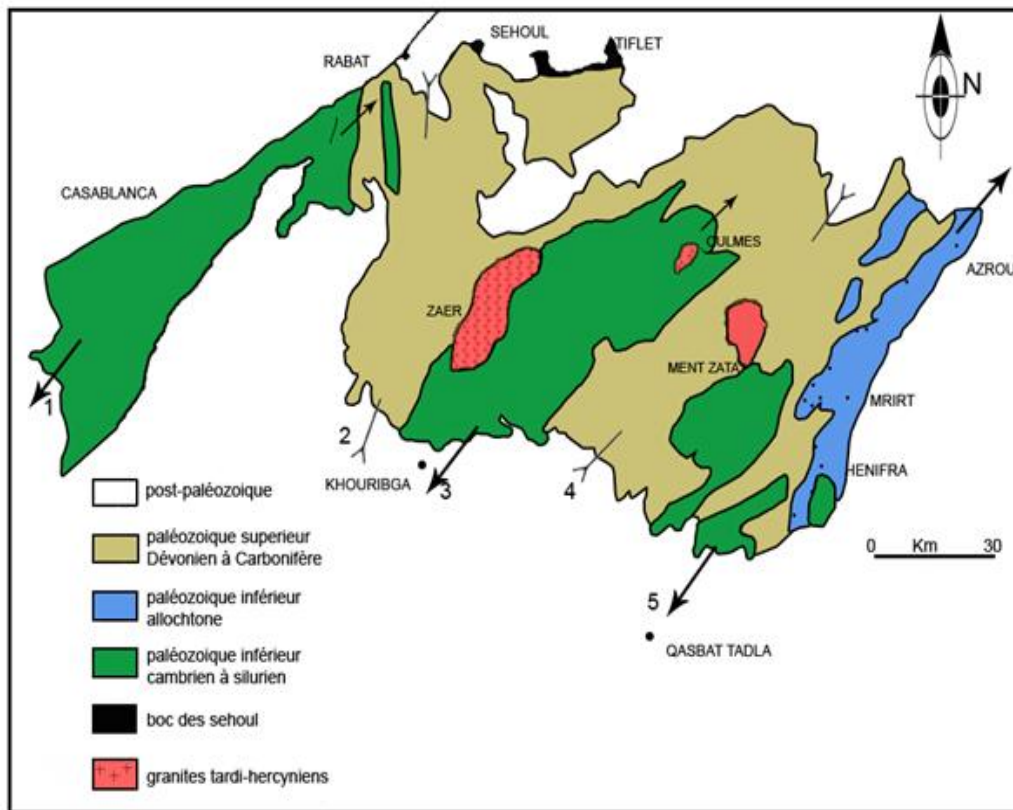 SEHOUL
TIFLET
RABAT
N
CASABLANCA
OULMES
AZROU
ZAER
MENT ZATA
MRIRT
1
2
KHOURIBGA
3
4
HENIFRA
post-paléozoique
paléozoique superieur
Dévonien à Carbonifère
0 Km 30
paléozoique inférieur
allochtone
5
QASBAT TADLA
paléozoique inférieur
cambrien à silurien
boc des sehoul
granites tardi-hercyniens